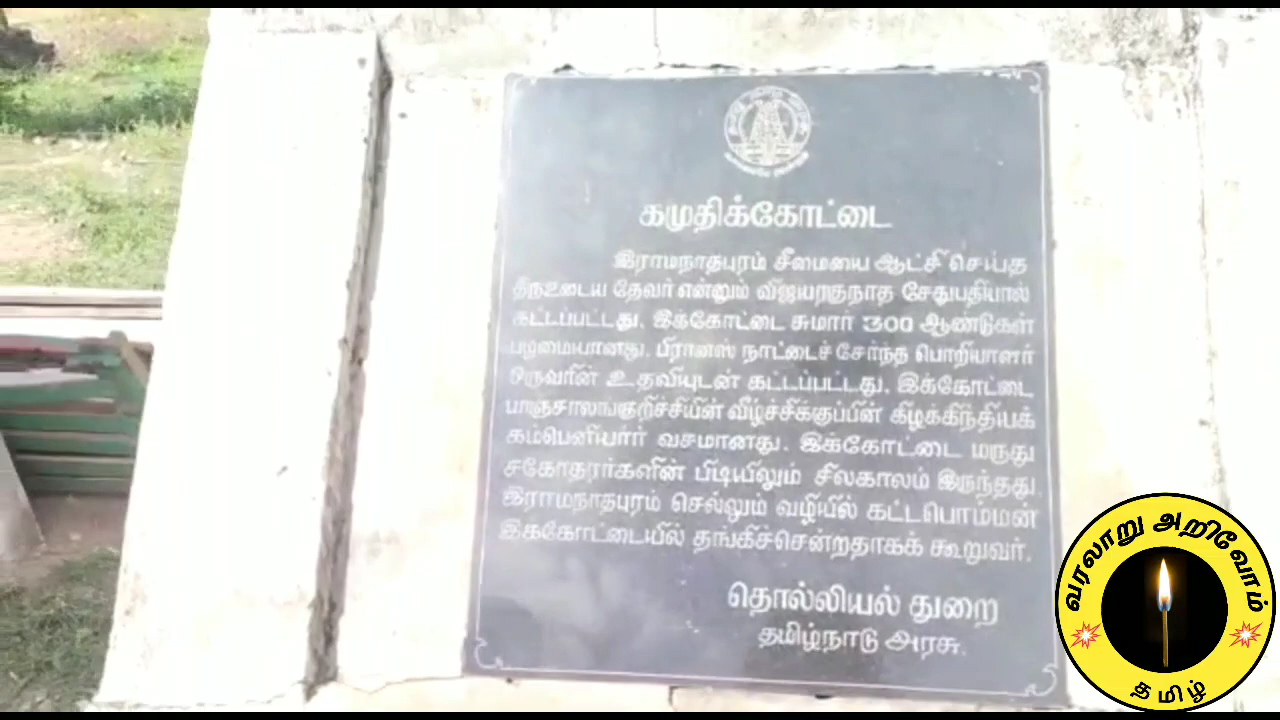 கமுதிக்கோட்டை
இராமநாதபுரம் சீமையை ஆட்சி செய்த
திருஉடைய தேவர் என்னும் விஜயரகுநாத சேதுபதியால்
கட்டப்பட்டது. இக்கோட்டை சுமார் 300 ஆண்டுகள்
பழமையானது. பிரான்ஸ் நாட்டைச் சேர்ந்த பொறியாளர்
ஒருவரின் உதவியுடன் கட்டப்பட்டது. இக்கோட்டை
பாஞ்சாலங்குறிச்சியின் வீழ்ச்சிக்குப்பின் கிழக்கிந்தியக்
கம்பெனியார் வசமானது. இக்கோட்டை மருது
சகோதரர்களின் பிடியிலும் சிலகாலம் இருந்தது.
இராமநாதபுரம் செல்லும் வழியில் கட்டபொம்மன்
இக்கோட்டையில் தங்கிச்சென்றதாகக் கூறுவர்.
தொல்லியல் துறை
தமிழ்நாடு அரசு.
வரலாறு அறிவோம்
தமிழ்